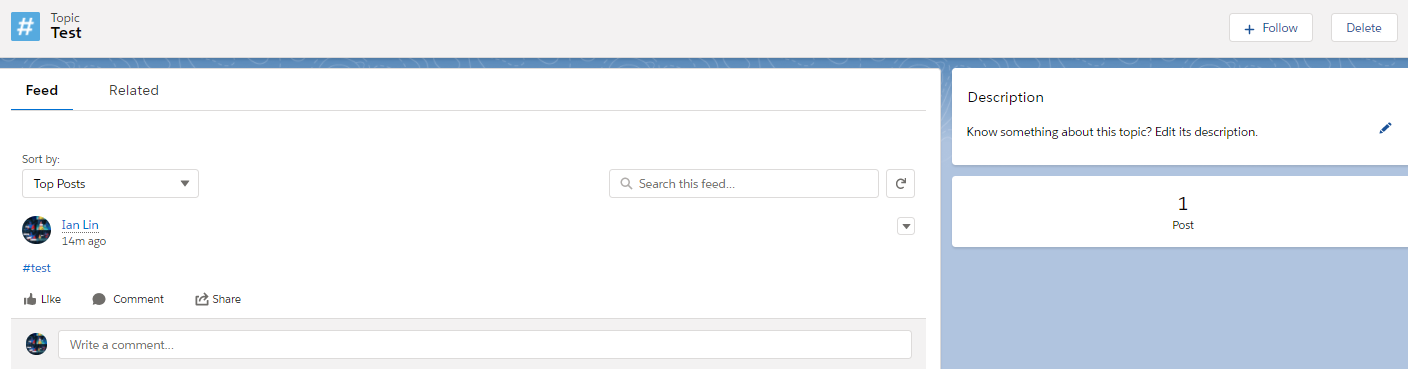 Topic
Test
+ Follow
Delete
Feed
Related
Sort by:
Top Posts
Search this feed...
Ian Lin
14m ago
#test
Like
Comment
Share
Write a comment...
Description
Know something about this topic? Edit its description.
1
Post